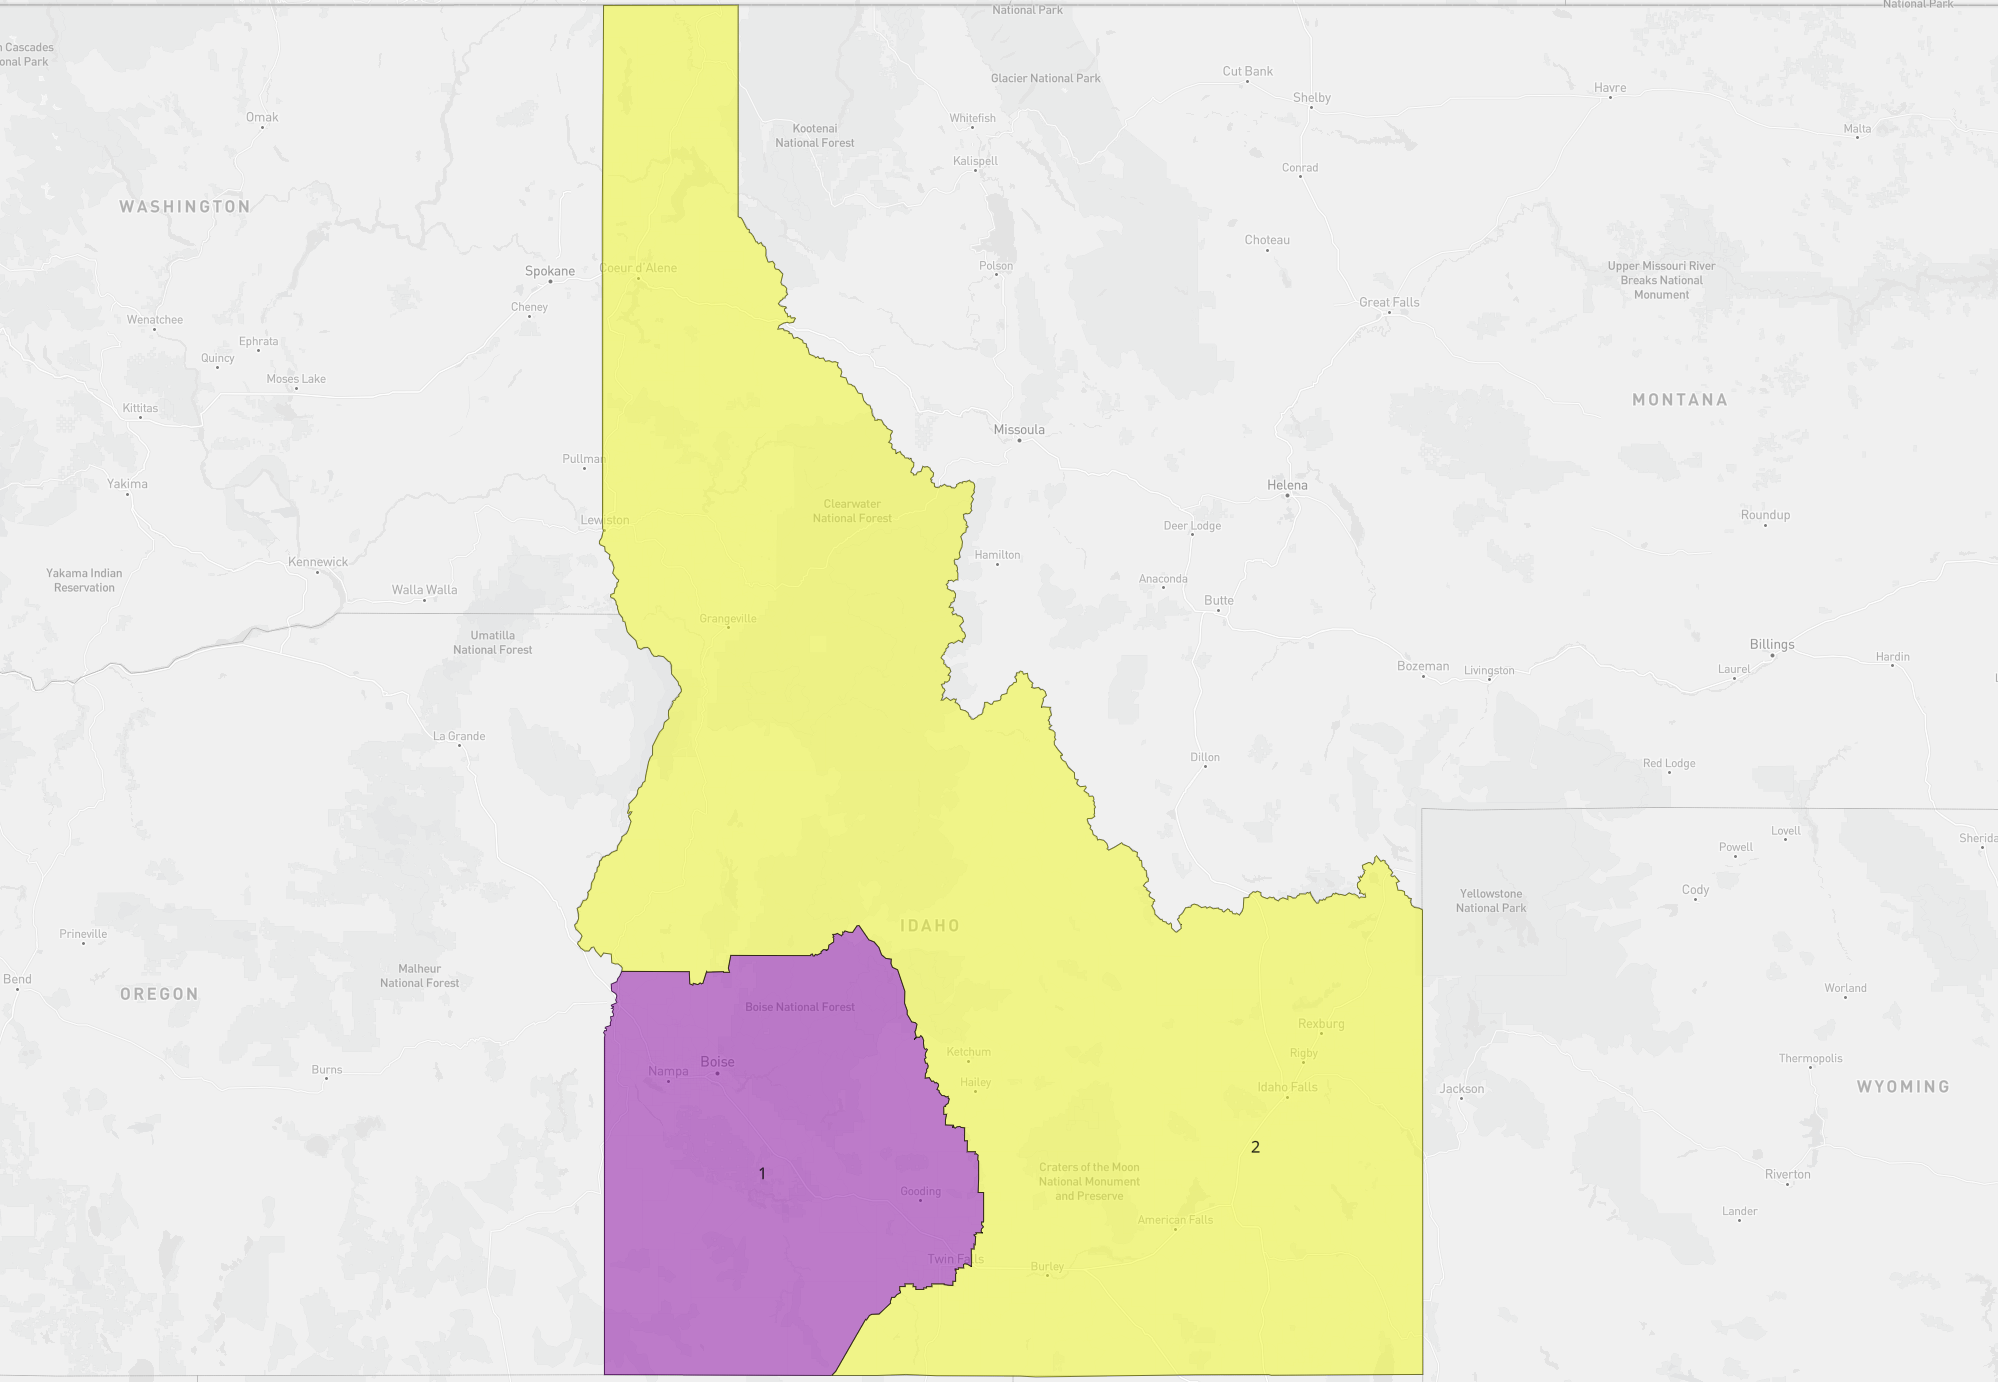 National Park
National Park
n Cascades
onal Park
Glacier National Park
Cut Bank
Shelby
Havre
Omak
Whitefish
Malta
Kootenai
National Forest
Kalispell
Conrad
WASHINGTON
Choteau
Spokane
Coeur d'Alene
Polson
Upper Missouri River
Breaks National
Monument
Cheney
Great Falls
Wenatchee
Ephrata
Quincy
Moses Lake
MONTANA
Kittitas
Missoula
Pullman
Yakima
Helena
Clearwater
National Forest
Lewiston
Deer Lodge
Roundup
Kennewick
Hamilton
Yakama Indian
Reservation
Walla Walla
Anaconda
Butte
Grangeville
Umatilla
National Forest
Billings
Bozeman
Livingston
Laurel
Hardin
La Grande
Dillon
Red Lodge
Lovell
Powell
Sherida
Yellowstone
National Park
Cody
IDAHO
Prineville
Bend
Malheur
National Forest
OREGON
Worland
Boise National Forest
Rexburg
Ketchum
Rigby
Burns
Nampa
Boise
Hailey
Idaho Falls
Jackson
Thermopolis
WYOMING
1
2
Craters of the Moon
National Monument
and Preserve
Riverton
Gooding
Lander
American Falls
Twin Falls
Burley